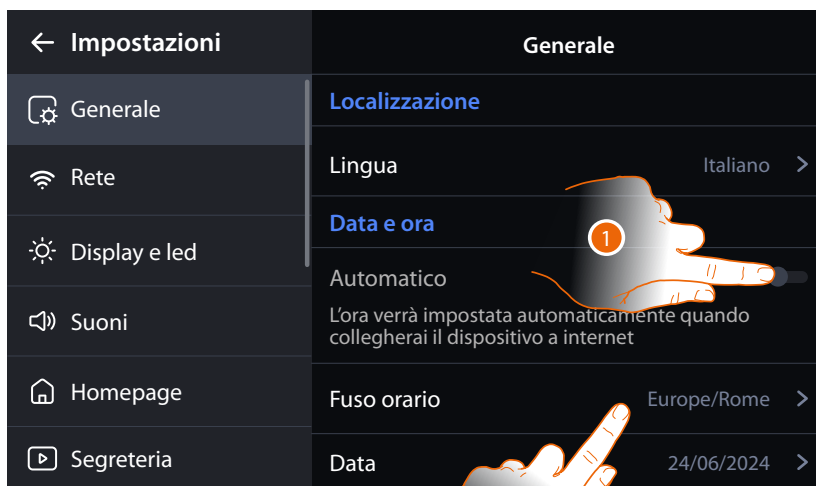 Impostazioni
Generale
Rete
Display e led
Suoni
Homepage
Segreteria
Generale
Localizzazione
Lingua Italiano
Data e ora
1
Automatico
L'ora verrà impostata automaticamente quando
collegherai il dispositivo a internet
Fuso orario Europe/Rome
Data 24/06/2024